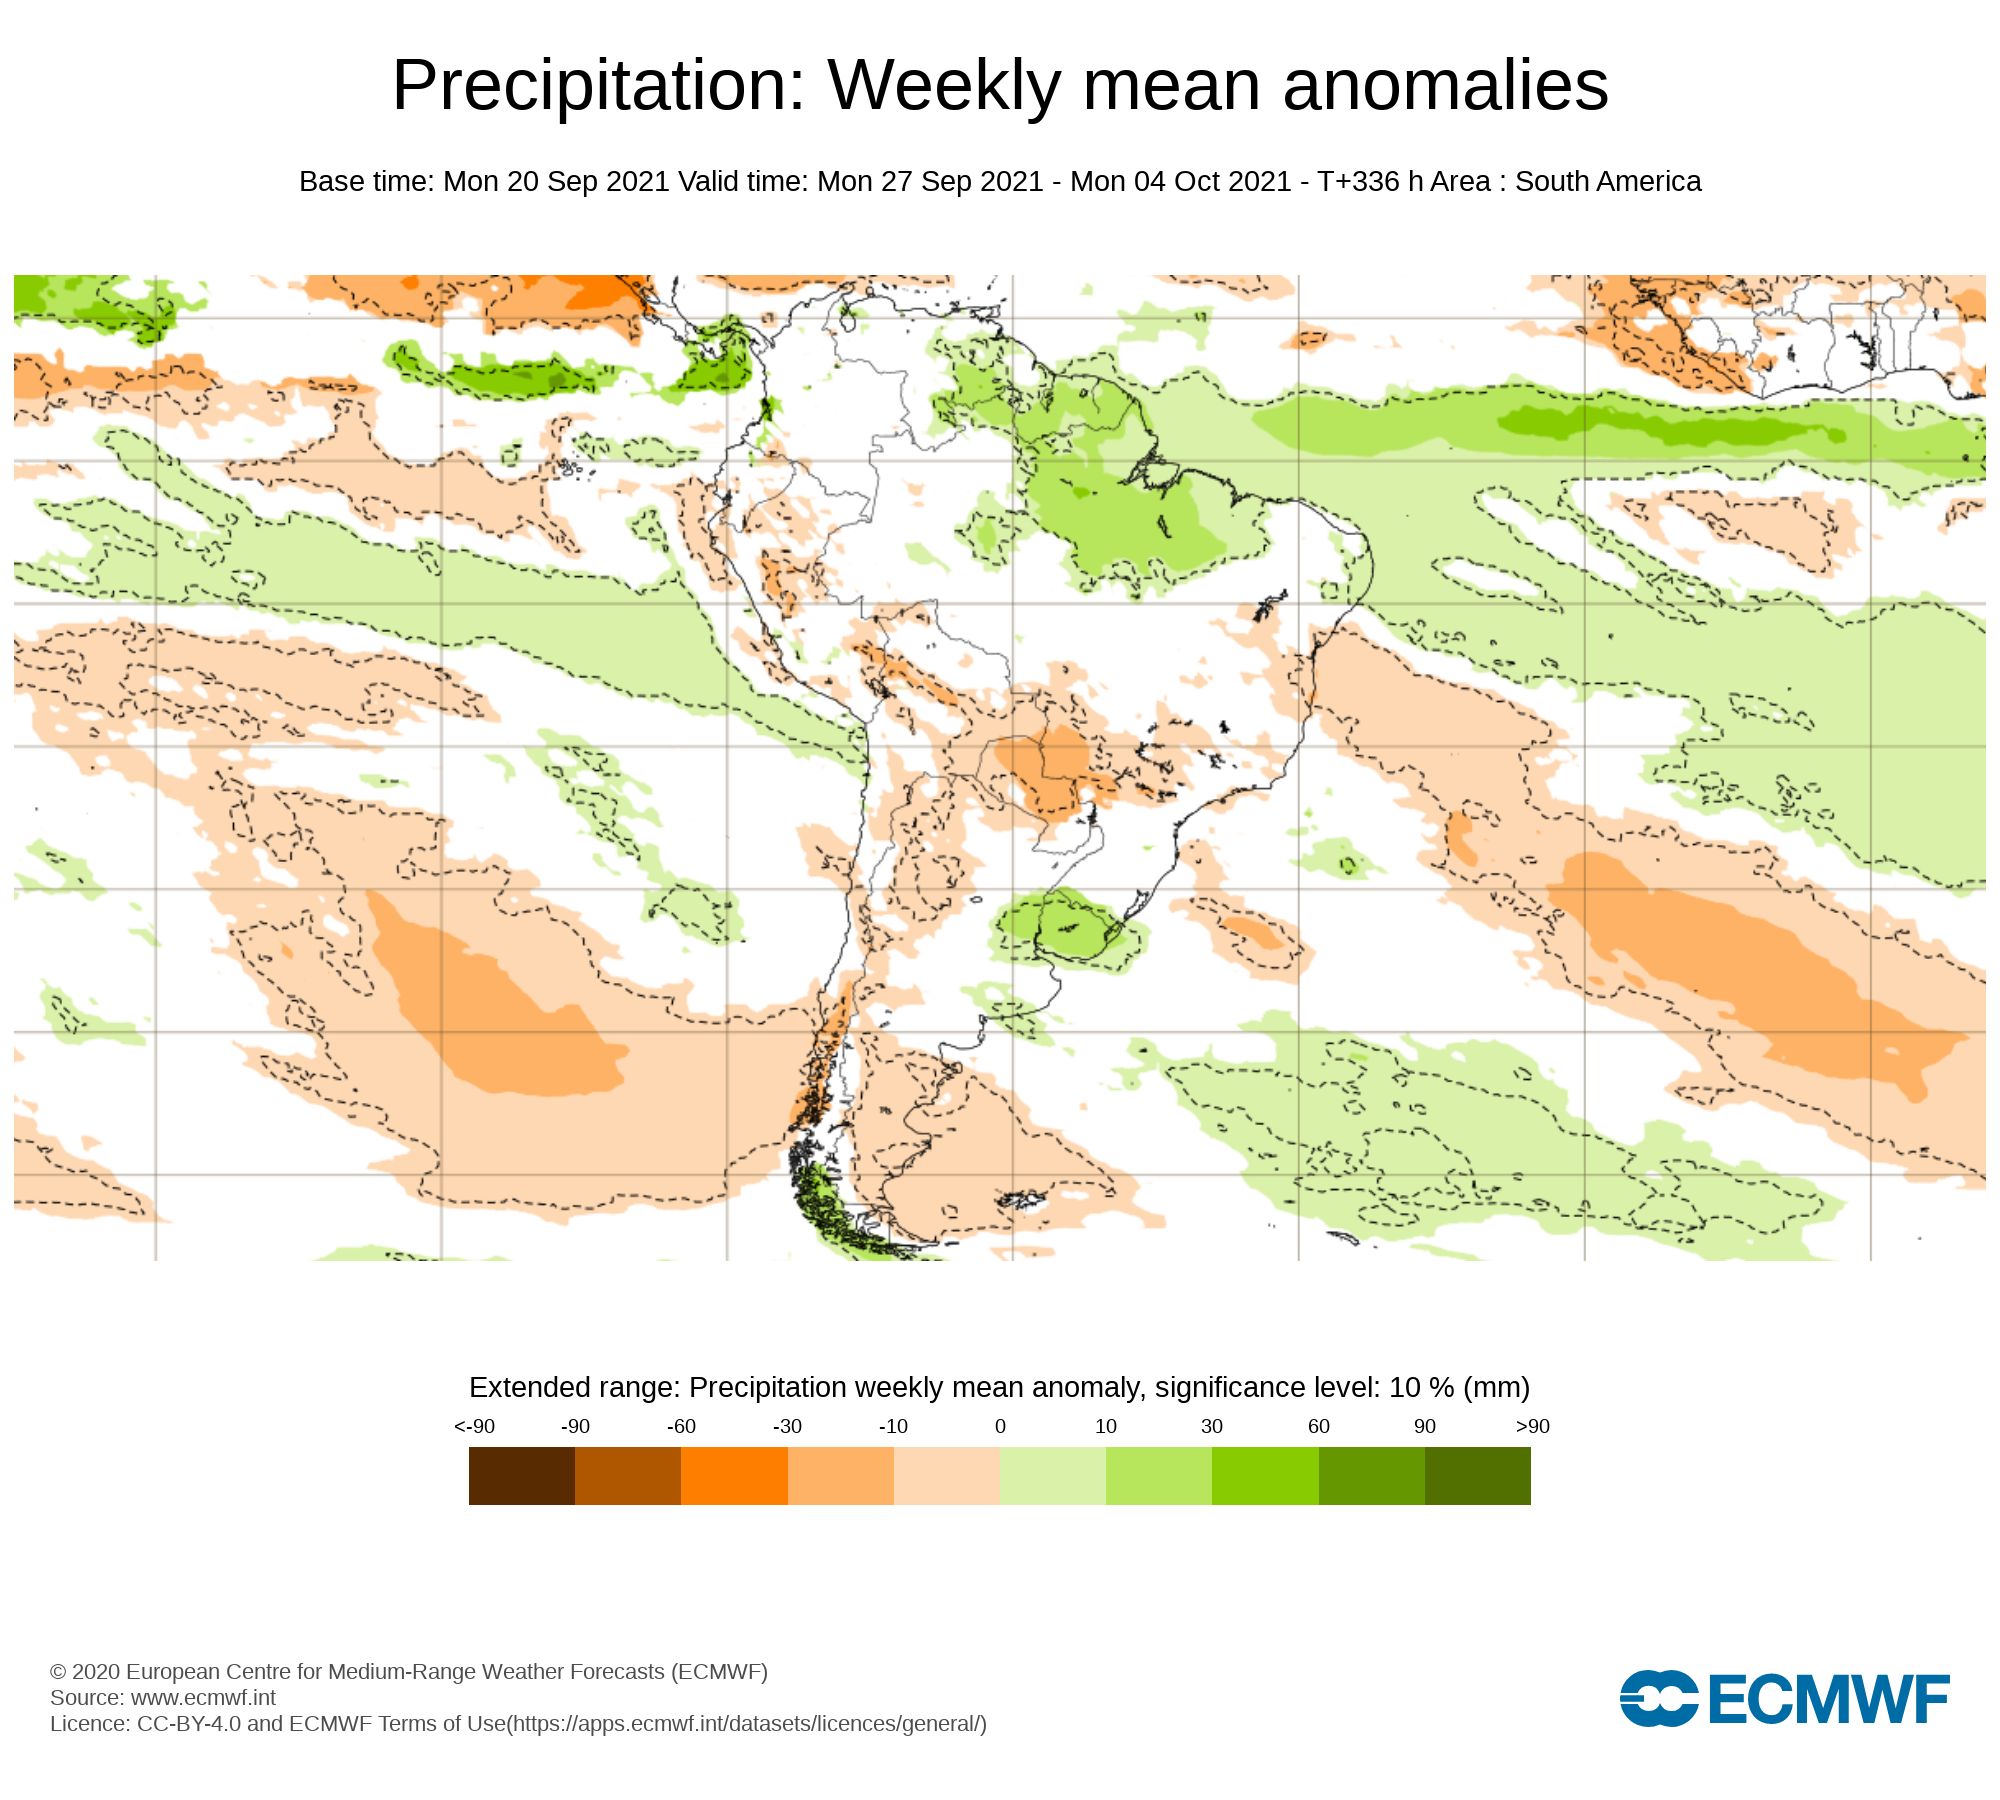 Precipitation: Weekly mean anomalies
Base time: Mon 20 Sep 2021 Valid time: Mon 27 Sep 2021 - Mon 04 Oct 2021 - T+336 h Area : South America
Extended range: Precipitation weekly mean anomaly, significance level: 10 % (mm)
<-90 -90 -60 -30 -10 0 10 30 60 90 >90
© 2020 European Centre for Medium-Range Weather Forecasts (ECMWF)
Source: www.ecmwf.int
Licence: CC-BY-4.0 and ECMWF Terms of Use(https://apps.ecmwf.int/datasets/licences/general/)
ECMWF